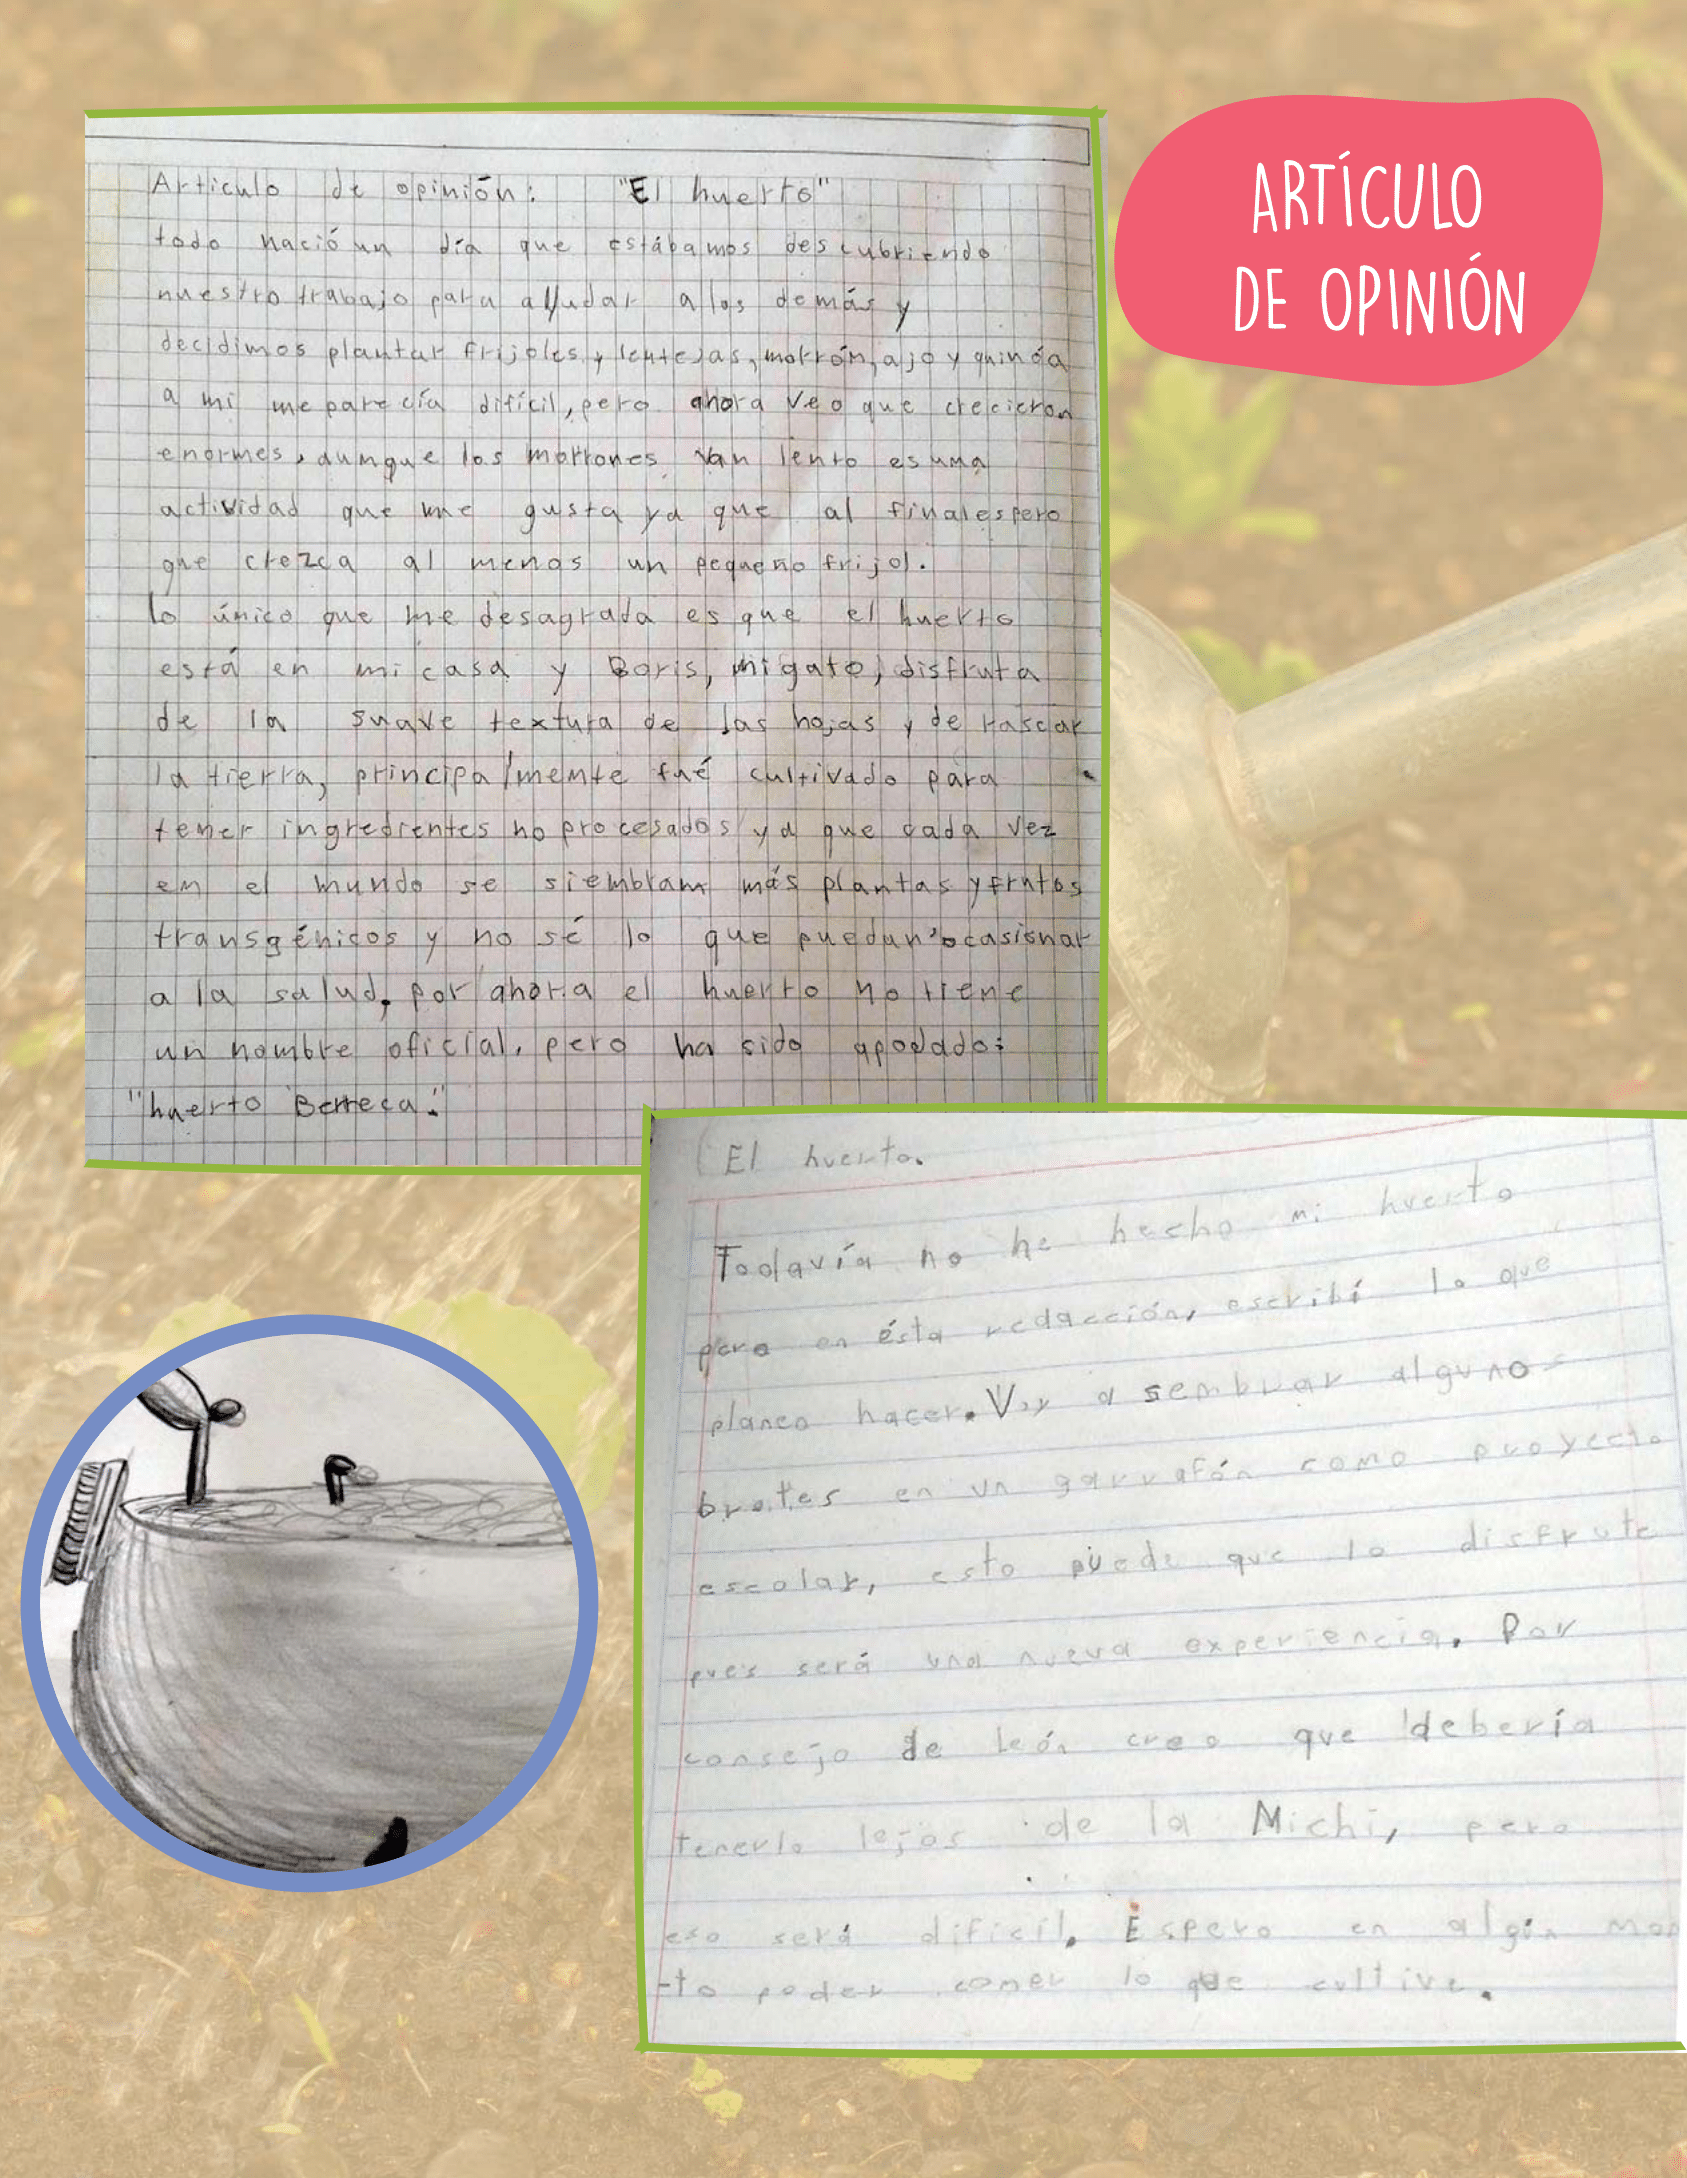 ARTÍCULO
DE OPINIÓN
Artículo de opinión: "El huerto"
todo nació un día que estábamos descubriendo
nuestro trabajo para alludar a los demás y
decidimos plantar frijoles y lentejas, morrón, ajo y quinóa
a mi me parecía difícil, pero ahora veo que crecieron
enormes, aunque los morrones van lento es una
actividad que me gusta ya que al final espero
que crezca al menos un pequeño frijol.
lo único que me desagrada es que el huerto
está en mi casa y Boris, mi gato, disfruta
de la suave textura de las hojas y de rascar
la tierra, principalmente fué cultivado para
tener ingredientes no procesados ya que cada vez
en el mundo se siembran más plantas y frutos
transgénicos y no sé lo que puedan ocasionar
a la salud, por ahora el huerto no tiene
un nombre oficial, pero ha sido apodado:
"huerto Berreca."
El huerto.
Todavía no he hecho mi huerto
pero en ésta redacción, escribí lo que
planeo hacer. Voy a sembrar algunos
brotes en un garrafón como proyecto
escolar, esto puede que lo disfrute
pues será una nueva experiencia. Por
consejo de león creo que debería
tenerlo lejos de la Michi, pero
eso será difícil. Espero en algún mom
-to poder comer lo que cultive.